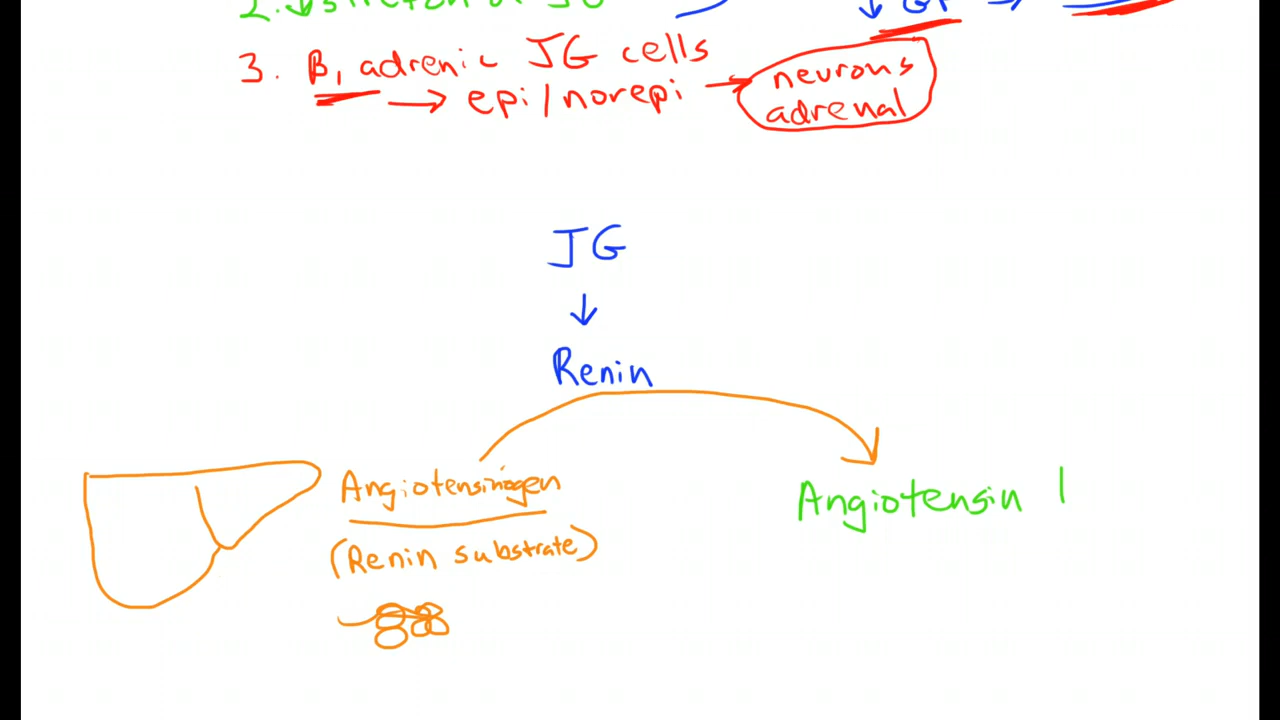 3. β₁ adrenic JG cells
→ epi/norepi → neurons
adrenal
JG
↓
Renin
Angiotensinogen
(Renin substrate)
Angiotensin I